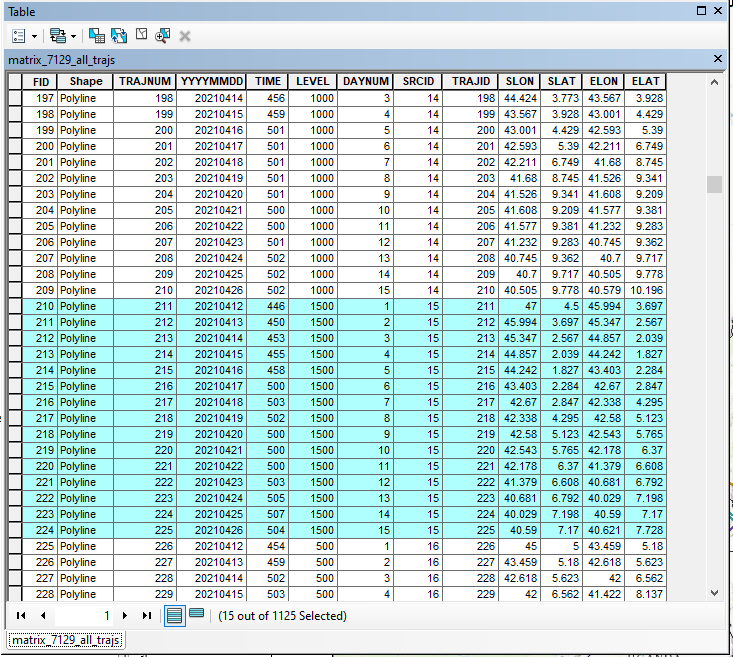 Table
matrix_7129_all_trajs
FID Shape TRAJNUM YYYYMMDD TIME LEVEL DAYNUM SRCID TRAJID SLON SLAT ELON ELAT
197 Polyline 198 20210414 456 1000 3 14 198 44.424 3.773 43.567 3.928
198 Polyline 199 20210415 459 1000 4 14 199 43.567 3.928 43.001 4.429
199 Polyline 200 20210416 501 1000 5 14 200 43.001 4.429 42.593 5.39
200 Polyline 201 20210417 501 1000 6 14 201 42.593 5.39 42.211 6.749
201 Polyline 202 20210418 501 1000 7 14 202 42.211 6.749 41.68 8.745
202 Polyline 203 20210419 501 1000 8 14 203 41.68 8.745 41.526 9.341
203 Polyline 204 20210420 501 1000 9 14 204 41.526 9.341 41.608 9.209
204 Polyline 205 20210421 500 1000 10 14 205 41.608 9.209 41.577 9.381
205 Polyline 206 20210422 500 1000 11 14 206 41.577 9.381 41.232 9.283
206 Polyline 207 20210423 501 1000 12 14 207 41.232 9.283 40.745 9.362
207 Polyline 208 20210424 502 1000 13 14 208 40.745 9.362 40.7 9.717
208 Polyline 209 20210425 502 1000 14 14 209 40.7 9.717 40.505 9.778
209 Polyline 210 20210426 502 1000 15 14 210 40.505 9.778 40.579 10.196
210 Polyline 211 20210412 446 1500 1 15 211 47 4.5 45.994 3.697
211 Polyline 212 20210413 450 1500 2 15 212 45.994 3.697 45.347 2.567
212 Polyline 213 20210414 453 1500 3 15 213 45.347 2.567 44.857 2.039
213 Polyline 214 20210415 455 1500 4 15 214 44.857 2.039 44.242 1.827
214 Polyline 215 20210416 458 1500 5 15 215 44.242 1.827 43.403 2.284
215 Polyline 216 20210417 500 1500 6 15 216 43.403 2.284 42.67 2.847
216 Polyline 217 20210418 503 1500 7 15 217 42.67 2.847 42.338 4.295
217 Polyline 218 20210419 502 1500 8 15 218 42.338 4.295 42.58 5.123
218 Polyline 219 20210420 500 1500 9 15 219 42.58 5.123 42.543 5.765
219 Polyline 220 20210421 500 1500 10 15 220 42.543 5.765 42.178 6.37
220 Polyline 221 20210422 500 1500 11 15 221 42.178 6.37 41.379 6.608
221 Polyline 222 20210423 503 1500 12 15 222 41.379 6.608 40.681 6.792
222 Polyline 223 20210424 505 1500 13 15 223 40.681 6.792 40.029 7.198
223 Polyline 224 20210425 507 1500 14 15 224 40.029 7.198 40.59 7.17
224 Polyline 225 20210426 504 1500 15 15 225 40.59 7.17 40.621 7.728
225 Polyline 226 20210412 454 500 1 16 226 45 5 43.459 5.18
226 Polyline 227 20210413 459 500 2 16 227 43.459 5.18 42.618 5.623
227 Polyline 228 20210414 502 500 3 16 228 42.618 5.623 42 6.562
228 Polyline 229 20210415 503 500 4 16 229 42 6.562 41.422 8.137
1 (15 out of 1125 Selected)
matrix_7129_all_trajs